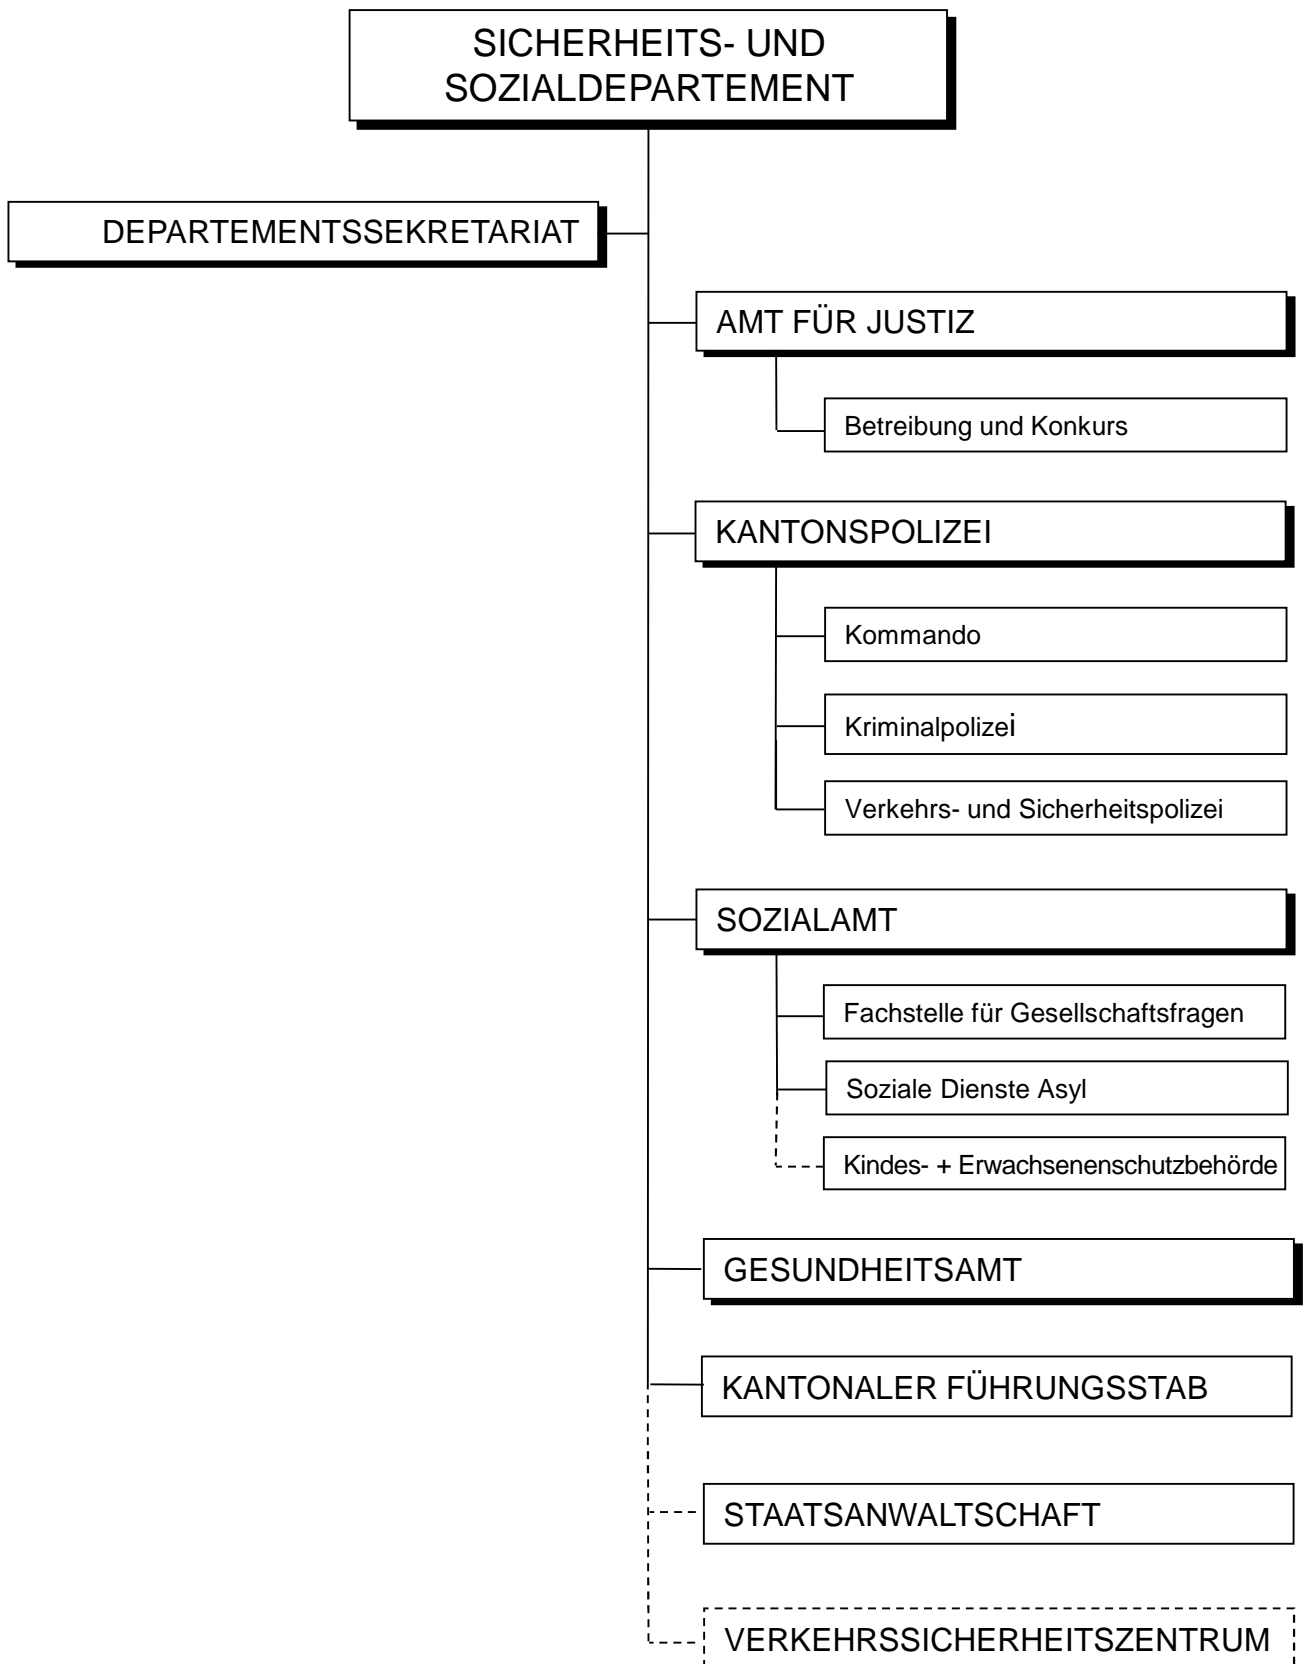 SICHERHEITS- UND
SOZIALDEPARTEMENT
DEPARTEMENTSSEKRETARIAT
AMT FÜR JUSTIZ
Betreibung und Konkurs
KANTONSPOLIZEI
Kommando
Kriminalpolizei
Verkehrs- und Sicherheitspolizei
SOZIALAMT
Fachstelle für Gesellschaftsfragen
Soziale Dienste Asyl
Kindes- + Erwachsenenschutzbehörde
GESUNDHEITSAMT
KANTONALER FÜHRUNGSSTAB
STAATSANWALTSCHAFT
VERKEHRSSICHERHEITSZENTRUM